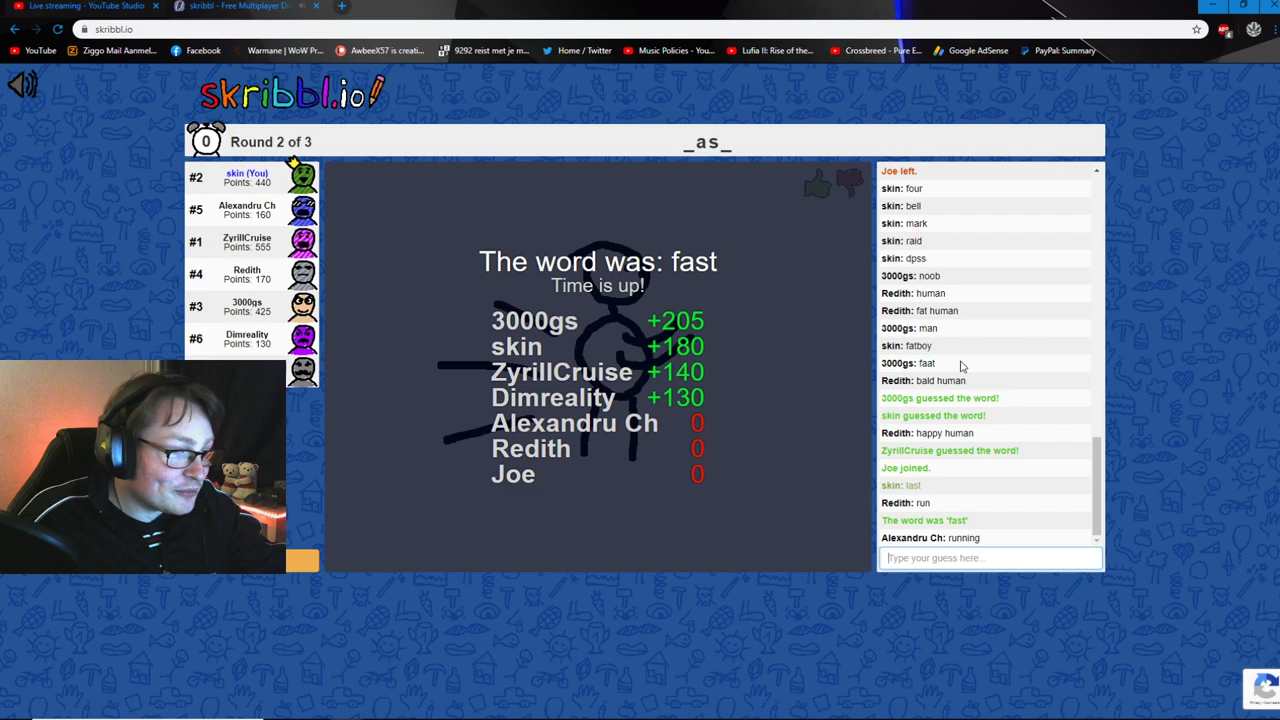 Live streaming - YouTube Studio
skribbl - Free Multiplayer Dr
skribbl.io
YouTube
Ziggo Mail Aanmel...
Facebook
Warmane | WoW Pr...
AwbeeX57 is creati...
9292 reist met je m...
Home / Twitter
Music Policies - You...
Lufia II: Rise of the...
Crossbreed - Pure E...
Google AdSense
PayPal: Summary
skribbl.io
0
Round 2 of 3
_as_
#2
skin (You)
Points: 440
#5
Alexandru Ch
Points: 160
#1
ZyrillCruise
Points: 555
#4
Redith
Points: 170
#3
3000gs
Points: 425
#6
Dimreality
Points: 130
The word was: fast
Time is up!
3000gs +205
skin +180
ZyrillCruise +140
Dimreality +130
Alexandru Ch 0
Redith 0
Joe 0
Joe left.
skin: four
skin: bell
skin: mark
skin: raid
skin: dpss
3000gs: noob
Redith: human
Redith: fat human
3000gs: man
skin: fatboy
3000gs: faat
Redith: bald human
3000gs guessed the word!
skin guessed the word!
Redith: happy human
ZyrillCruise guessed the word!
Joe joined.
skin: last
Redith: run
The word was 'fast'
Alexandru Ch: running
Type your guess here...